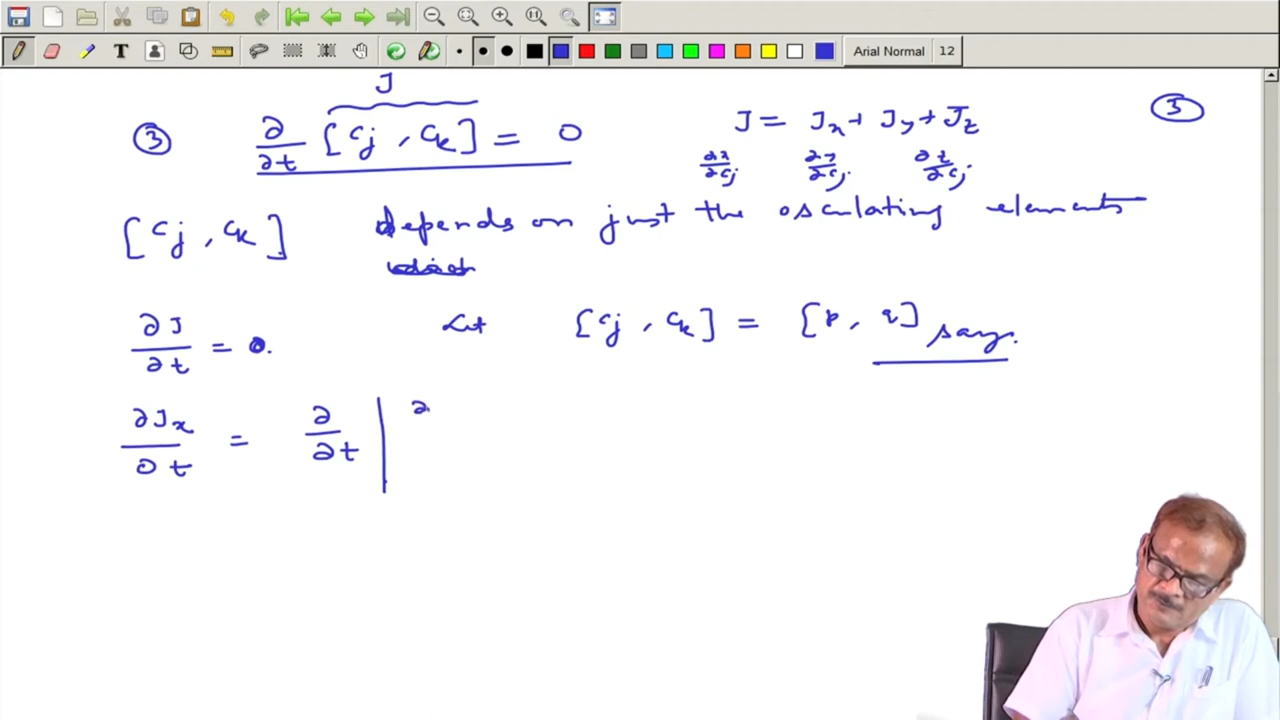 Arial Normal 12
J
③ ∂/∂t [cj , ck] = 0
J = Jx + Jy + Jz
⑤
∂x/∂cj ∂y/∂cj ∂z/∂cj
[cj , ck] depends on just the osculating elements
∂J/∂t = 0.
Let [cj , ck] = [p, q] say.
∂Jx/∂t = ∂/∂t | ∂